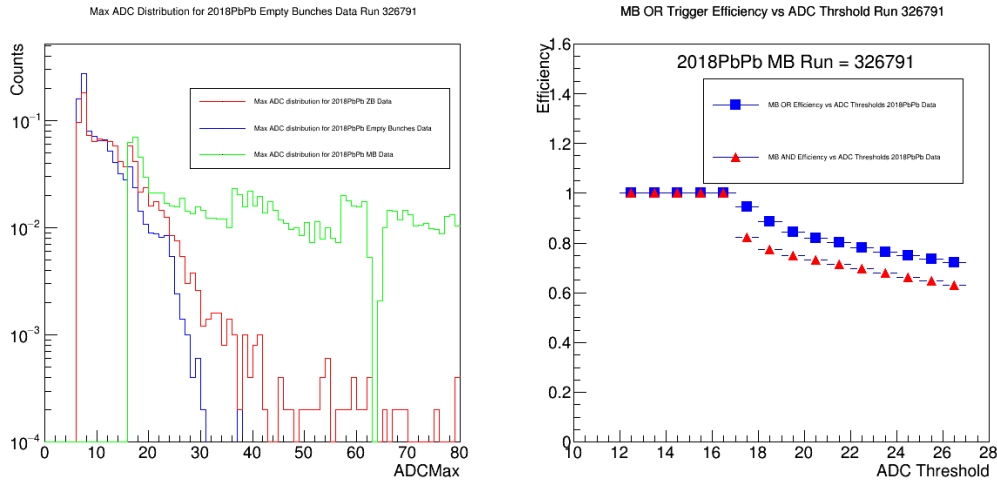 Max ADC Distribution for 2018PbPb Empty Bunches Data Run 326791
Counts
10⁻¹
10⁻²
10⁻³
10⁻⁴
Max ADC distribution for 2018PbPb ZB Data
Max ADC distribution for 2018PbPb Empty Bunches Data
Max ADC distribution for 2018PbPb MB Data
0 10 20 30 40 50 60 70 80
ADCMax
MB OR Trigger Efficiency vs ADC Thrshold Run 326791
Efficiency
1.6
1.4
1.2
1
0.8
0.6
0.4
0.2
0
2018PbPb MB Run = 326791
MB OR Efficiency vs ADC Thresholds 2018PbPb Data
MB AND Efficiency vs ADC Thresholds 2018PbPb Data
10 12 14 16 18 20 22 24 26 28
ADC Threshold